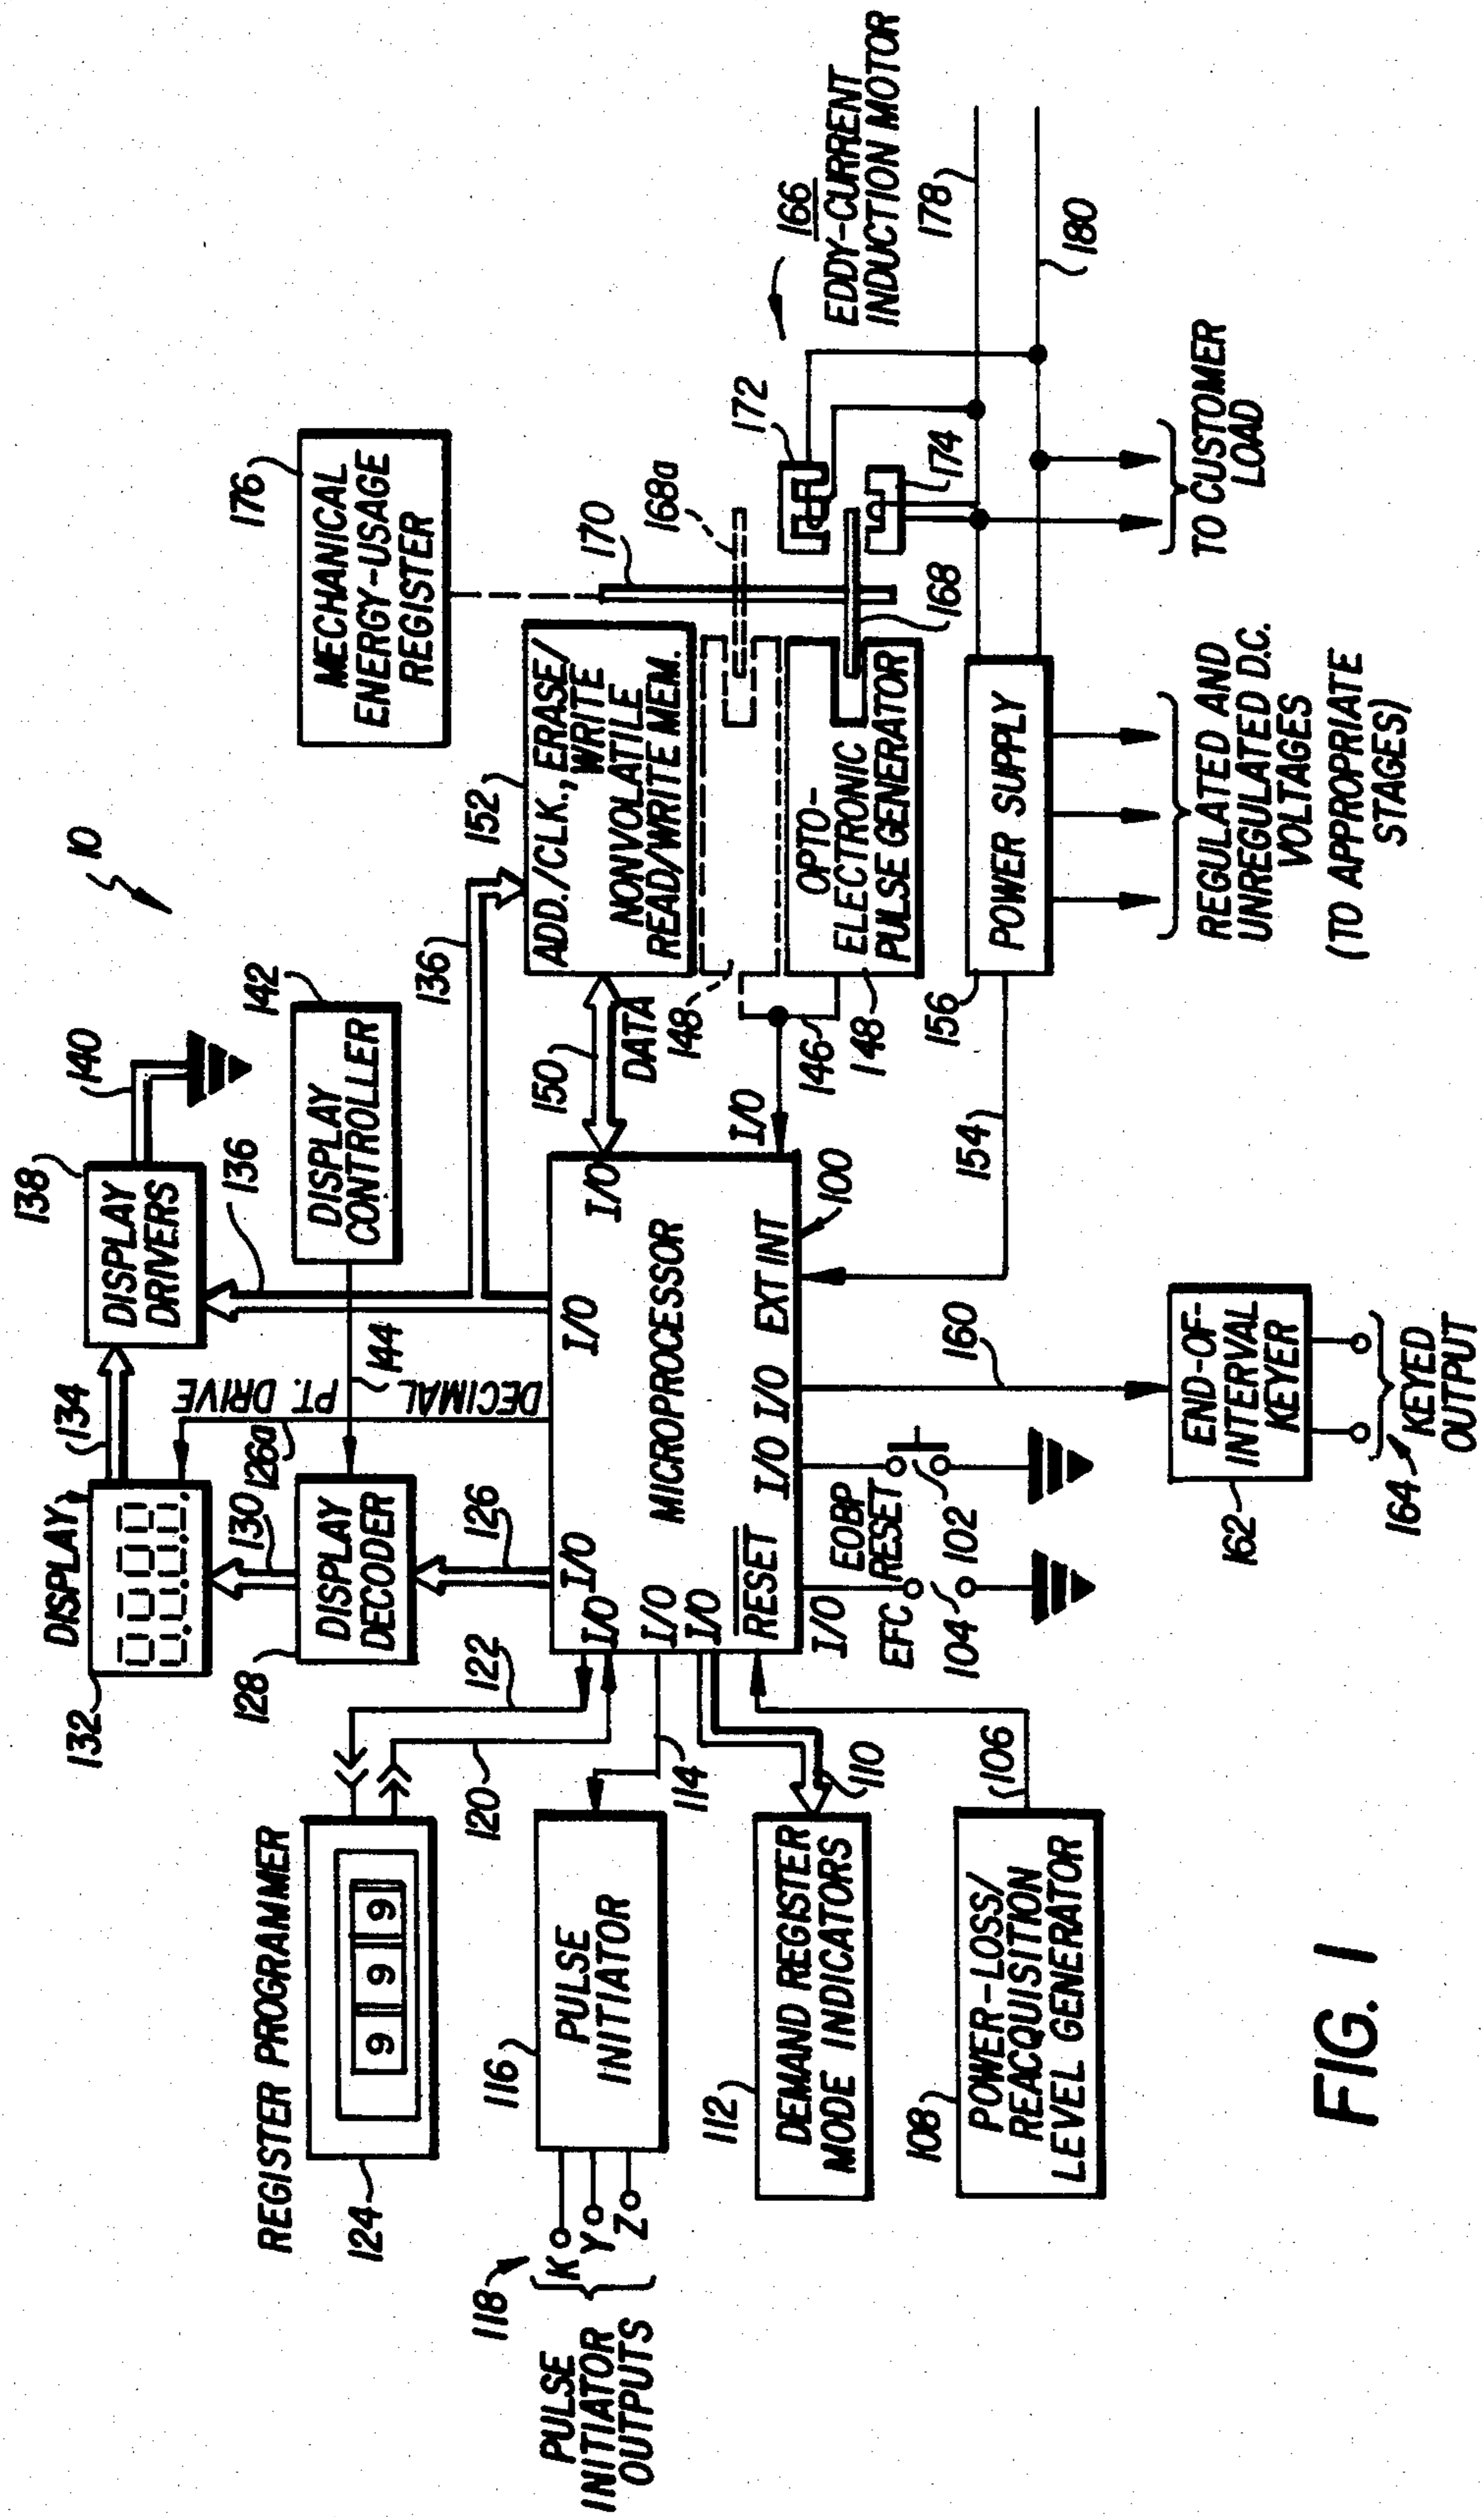 10
REGISTER PROGRAMMER
9 9 9
124
122
120
DISPLAY
132
134
DISPLAY
DRIVERS
138
140
136
130
126a
DECIMAL PT. DRIVE
DISPLAY
DECODER
128
126
144
DISPLAY
CONTROLLER
142
136
MECHANICAL
ENERGY-USAGE
REGISTER
176
PULSE
INITIATOR
OUTPUTS
118
K
Y
Z
PULSE
INITIATOR
116
114
DEMAND REGISTER
MODE INDICATORS
112
110
POWER-LOSS/
REACQUISITION
LEVEL GENERATOR
108
106
I/O
I/O
I/O
I/O
I/O
I/O
MICROPROCESSOR
RESET
I/O I/O
EXT INT
100
I/O
I/O
EFC
104
EOBP
RESET
102
160
END-OF-
INTERVAL
KEYER
162
164
KEYED
OUTPUT
150
DATA
152
ADD./CLK., ERASE/
WRITE
NONVOLATILE
READ/WRITE MEM.
148
146
148
OPTO-
ELECTRONIC
PULSE GENERATOR
154
156
POWER SUPPLY
REGULATED AND
UNREGULATED D.C.
VOLTAGES
(TO APPROPRIATE
STAGES)
170
168a
168
172
174
166
EDDY-CURRENT
INDUCTION MOTOR
178
180
TO CUSTOMER
LOAD
FIG. 1